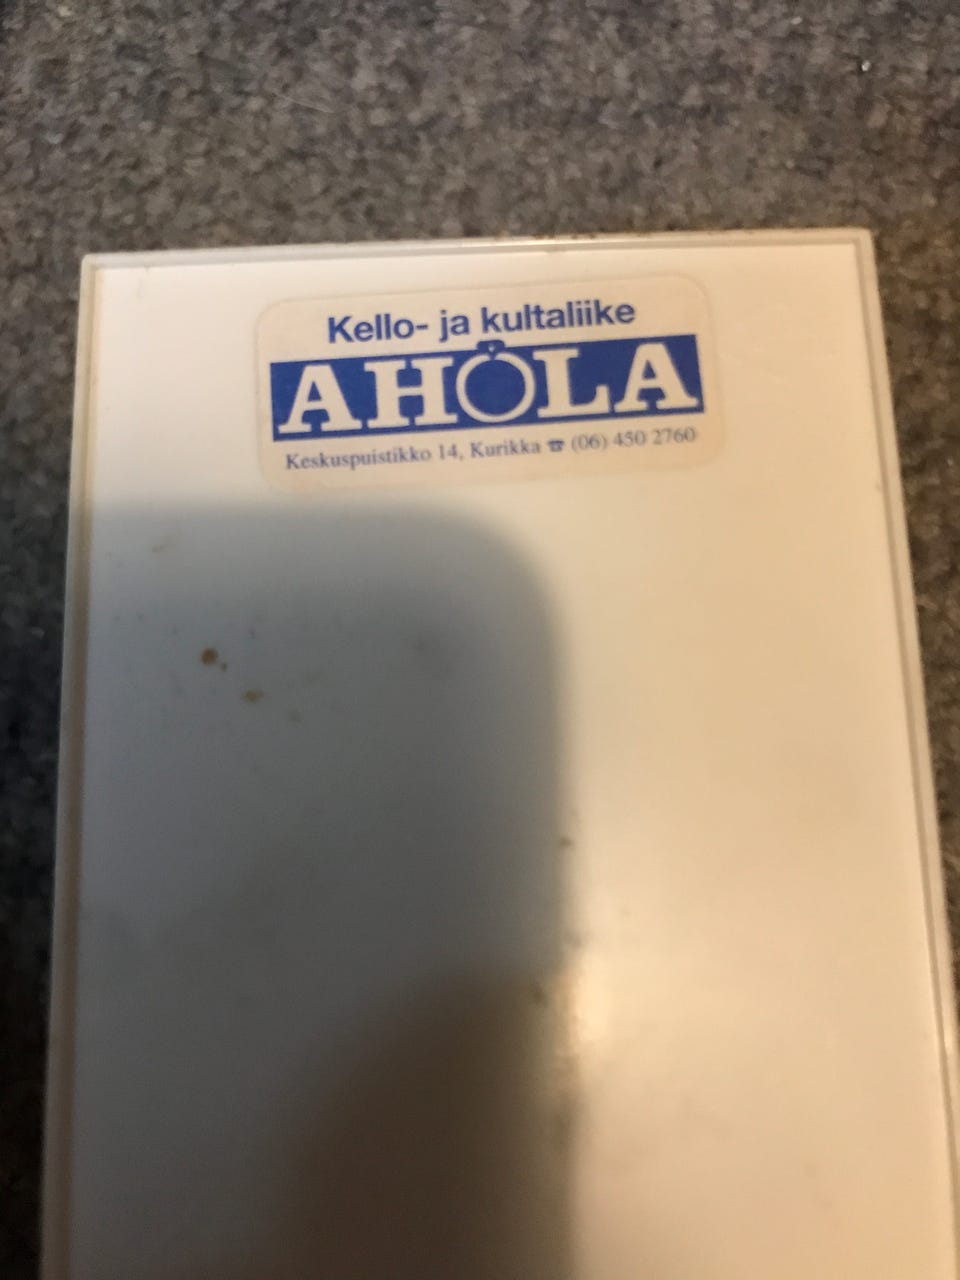 Kello- ja kultaliike
AHOLA
Keskuspuistikko 14, Kurikka ☎ (06) 450 2760